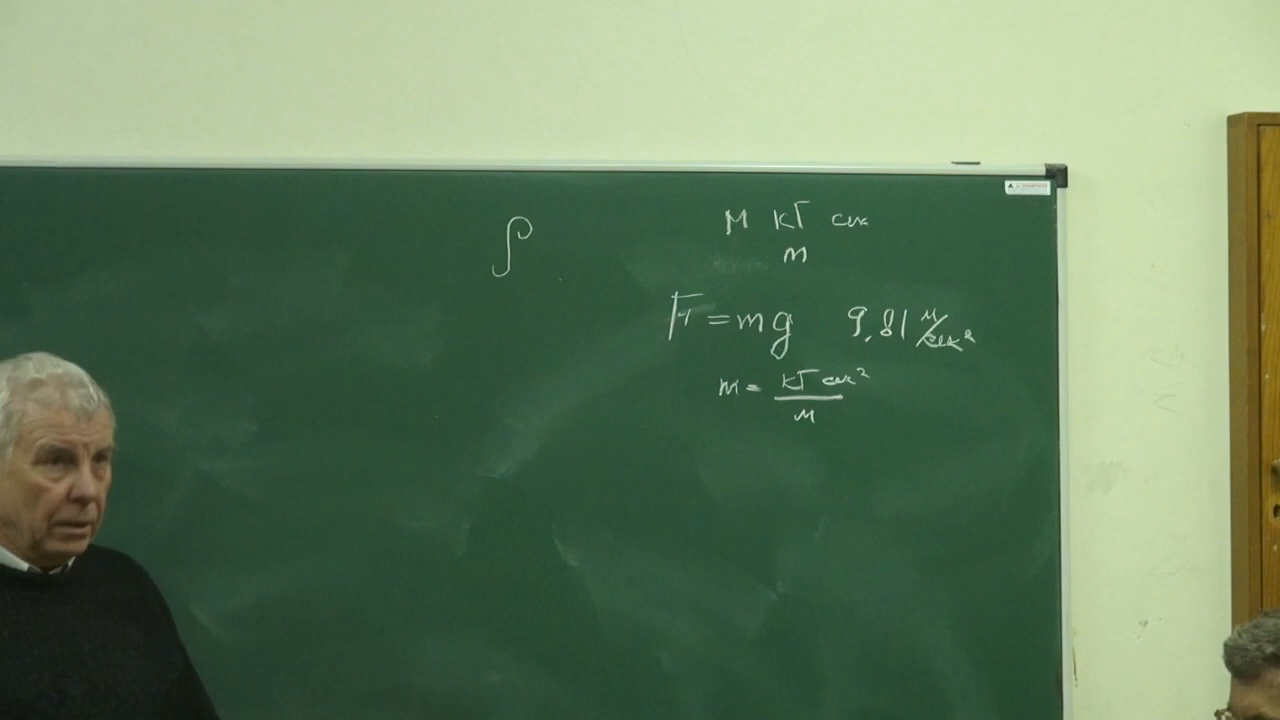 ρ
м кГ сек
m
F = mg 9,81 м/сек²
m = кГ сек²/м